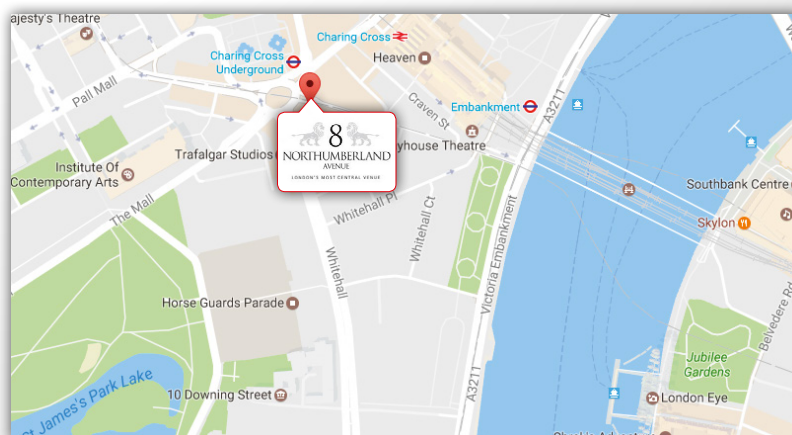 ajesty's Theatre
Charing Cross
Charing Cross
Underground
Heaven
Pall Mall
Craven St
Embankment
A3211
8
NORTHUMBERLAND
AVENUE
LONDON'S MOST CENTRAL VENUE
Trafalgar Studios
yhouse Theatre
Institute Of
Contemporary Arts
The Mall
Southbank Centre
Whitehall Pl
Whitehall Ct
Skylon
Victoria Embankment
Whitehall
Horse Guards Parade
Belvedere Rd
Jubilee
Gardens
St James's Park Lake
10 Downing Street
A3211
London Eye